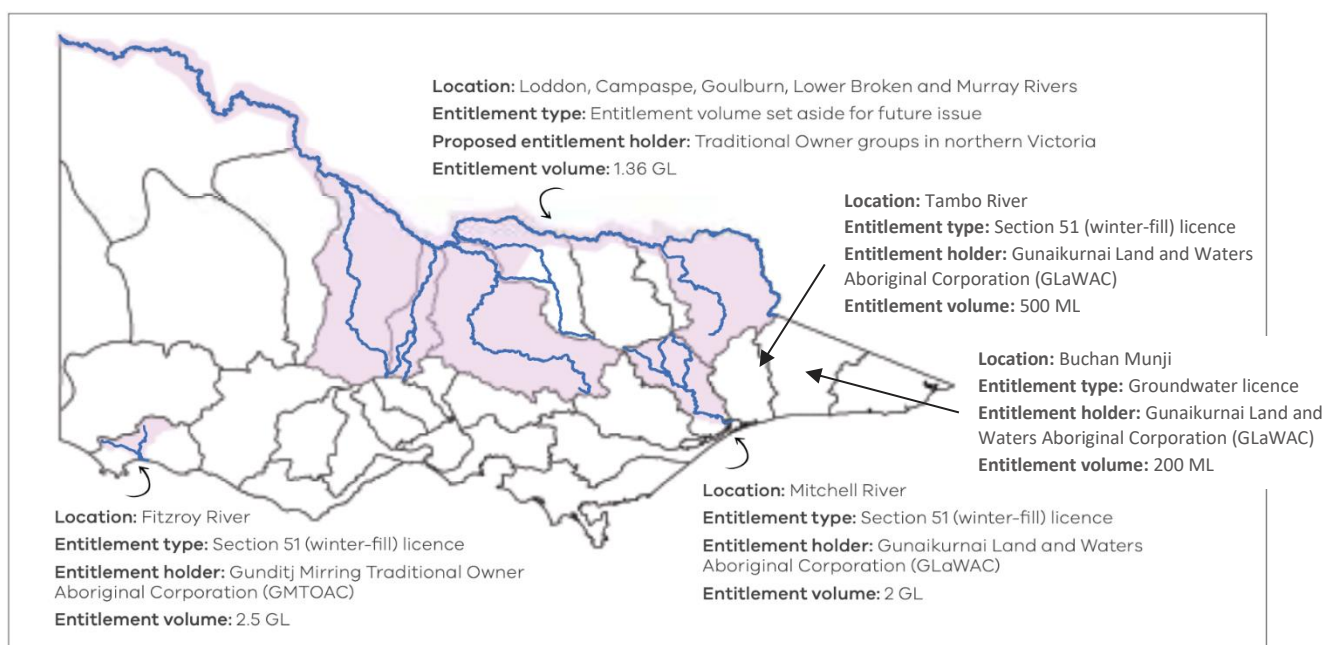 Location: Loddon, Campaspe, Goulburn, Lower Broken and Murray Rivers
Entitlement type: Entitlement volume set aside for future issue
Proposed entitlement holder: Traditional Owner groups in northern Victoria
Entitlement volume: 1.36 GL
Location: Tambo River
Entitlement type: Section 51 (winter-fill) licence
Entitlement holder: Gunaikurnai Land and Waters
Aboriginal Corporation (GLaWAC)
Entitlement volume: 500 ML
Location: Buchan Munji
Entitlement type: Groundwater licence
Entitlement holder: Gunaikurnai Land and
Waters Aboriginal Corporation (GLaWAC)
Entitlement volume: 200 ML
Location: Mitchell River
Entitlement type: Section 51 (winter-fill) licence
Entitlement holder: Gunaikurnai Land and Waters
Aboriginal Corporation (GLaWAC)
Entitlement volume: 2 GL
Location: Fitzroy River
Entitlement type: Section 51 (winter-fill) licence
Entitlement holder: Gunditj Mirring Traditional Owner
Aboriginal Corporation (GMTOAC)
Entitlement volume: 2.5 GL